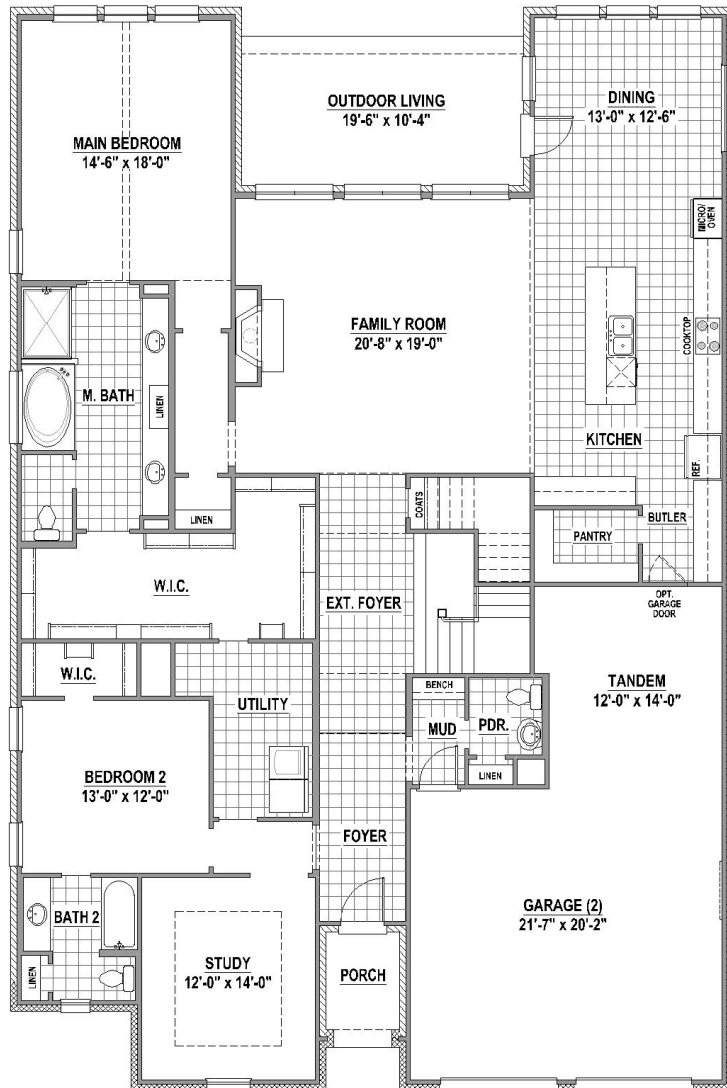 OUTDOOR LIVING
19'-6" x 10'-4"
DINING
13'-0" x 12'-6"
MAIN BEDROOM
14'-6" x 18'-0"
MICRO/
OVEN
FAMILY ROOM
20'-8" x 19'-0"
COOKTOP
M. BATH
LINEN
KITCHEN
REF.
LINEN
COATS
BUTLER
PANTRY
W.I.C.
EXT. FOYER
OPT.
GARAGE
DOOR
W.I.C.
TANDEM
12'-0" x 14'-0"
BENCH
UTILITY
MUD
PDR.
BEDROOM 2
13'-0" x 12'-0"
LINEN
FOYER
GARAGE (2)
21'-7" x 20'-2"
BATH 2
STUDY
12'-0" x 14'-0"
PORCH
LINEN